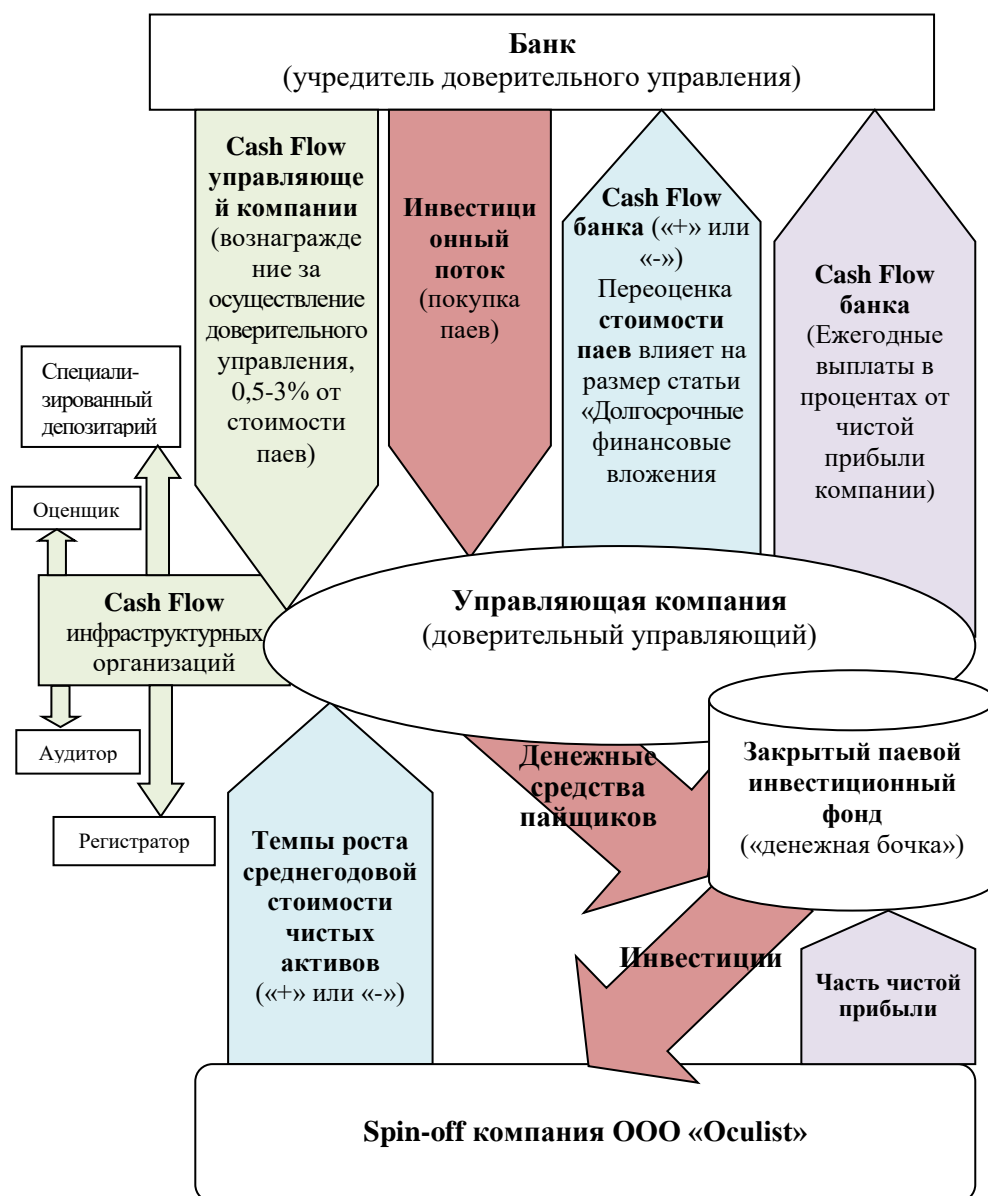 Банк
(учредитель доверительного управления)
Cash Flow
управляюще
й компании
(вознагражде
ние за
осуществление
доверительного
управления,
0,5-3% от
стоимости
паев)
Инвестици
онный
поток
(покупка
паев)
Cash Flow
банка («+» или
«-»)
Переоценка
стоимости
паев влияет на
размер статьи
«Долгосрочные
финансовые
вложения
Cash Flow
банка
(Ежегодные
выплаты в
процентах от
чистой
прибыли
компании)
Специали-
зированный
депозитарий
Оценщик
Cash Flow
инфраструктурных
организаций
Аудитор
Регистратор
Управляющая компания
(доверительный управляющий)
Денежные
средства
пайщиков
Закрытый паевой
инвестиционный
фонд
(«денежная бочка»)
Темпы роста
среднегодовой
стоимости
чистых
активов
(«+» или «-»)
Инвестиции
Часть чистой
прибыли
Spin-off компания ООО «Oculist»